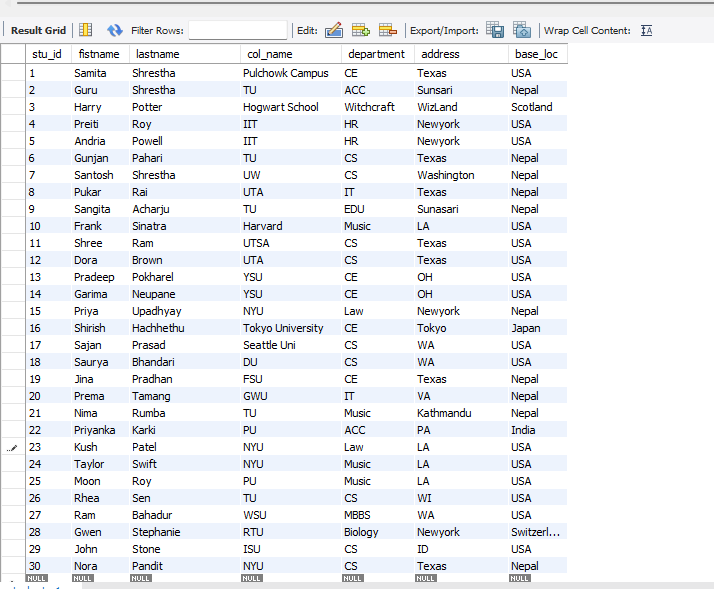 Result Grid Filter Rows: Edit: Export/Import: Wrap Cell Content: IA
stu_id fistname lastname col_name department address base_loc
1 Samita Shrestha Pulchowk Campus CE Texas USA
2 Guru Shrestha TU ACC Sunsari Nepal
3 Harry Potter Hogwart School Witchcraft WizLand Scotland
4 Preiti Roy IIT HR Newyork USA
5 Andria Powell IIT HR Newyork USA
6 Gunjan Pahari TU CS Texas Nepal
7 Santosh Shrestha UW CS Washington Nepal
8 Pukar Rai UTA IT Texas Nepal
9 Sangita Acharju TU EDU Sunasari Nepal
10 Frank Sinatra Harvard Music LA USA
11 Shree Ram UTSA CS Texas USA
12 Dora Brown UTA CS Texas USA
13 Pradeep Pokharel YSU CE OH USA
14 Garima Neupane YSU CE OH USA
15 Priya Upadhyay NYU Law Newyork Nepal
16 Shirish Hachhethu Tokyo University CE Tokyo Japan
17 Sajan Prasad Seattle Uni CS WA USA
18 Saurya Bhandari DU CS WA USA
19 Jina Pradhan FSU CE Texas Nepal
20 Prema Tamang GWU IT VA Nepal
21 Nima Rumba TU Music Kathmandu Nepal
22 Priyanka Karki PU ACC PA India
23 Kush Patel NYU Law LA USA
24 Taylor Swift NYU Music LA USA
25 Moon Roy PU Music LA USA
26 Rhea Sen TU CS WI USA
27 Ram Bahadur WSU MBBS WA USA
28 Gwen Stephanie RTU Biology Newyork Switzerl...
29 John Stone ISU CS ID USA
30 Nora Pandit NYU CS Texas Nepal
NULL NULL NULL NULL NULL NULL NULL